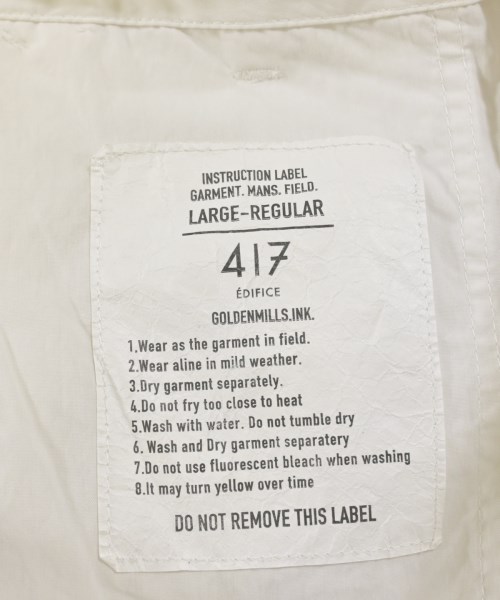 INSTRUCTION LABEL
GARMENT. MANS. FIELD.
LARGE-REGULAR
417
ÉDIFICE
GOLDENMILLS.INK.
1.Wear as the garment in field.
2.Wear aline in mild weather.
3.Dry garment separately.
4.Do not fry too close to heat
5.Wash with water. Do not tumble dry
6. Wash and Dry garment separatery
7.Do not use fluorescent bleach when washing
8.It may turn yellow over time
DO NOT REMOVE THIS LABEL